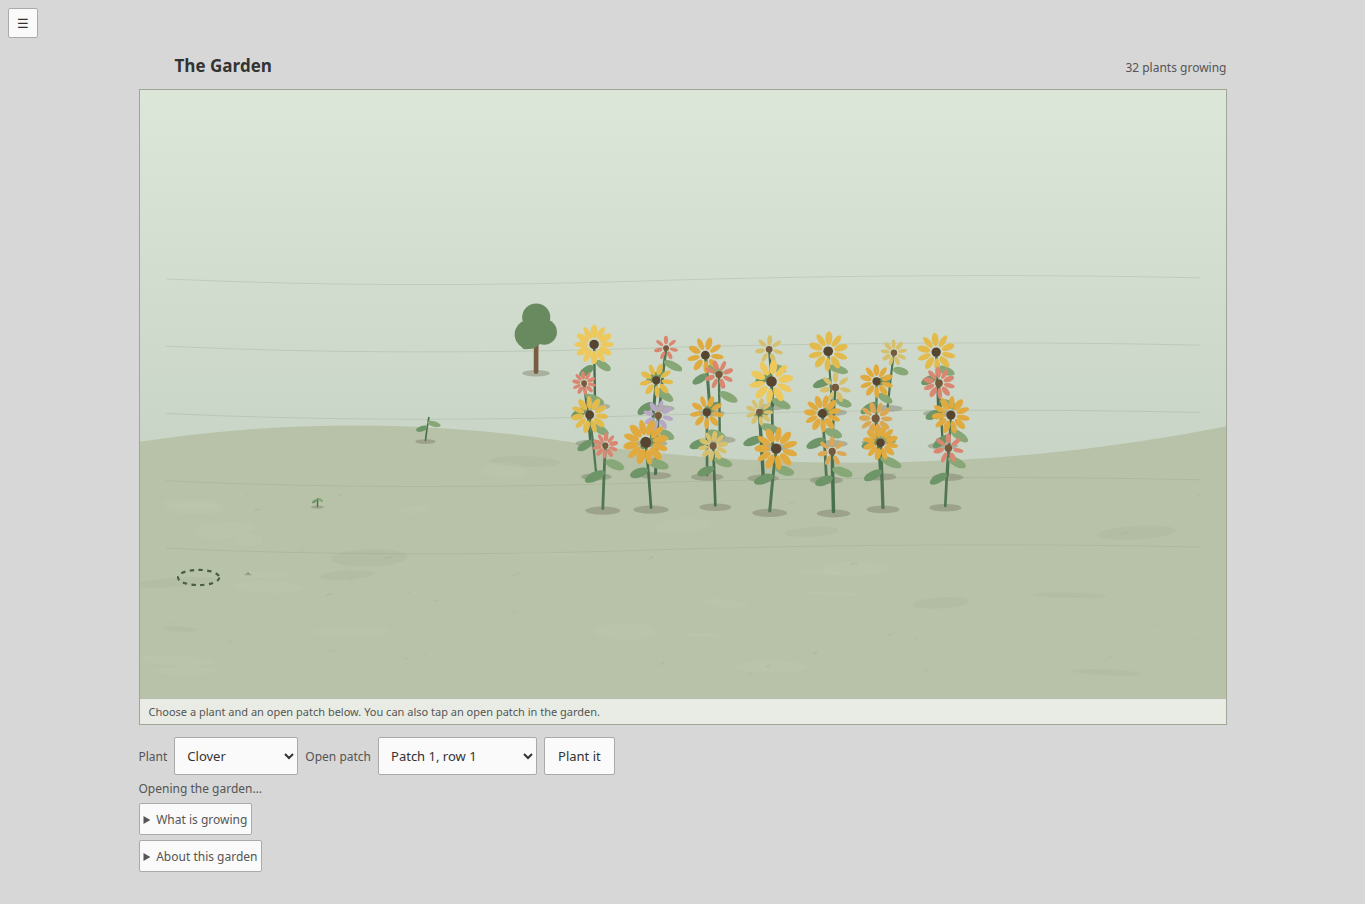 ☰
The Garden
32 plants growing
Choose a plant and an open patch below. You can also tap an open patch in the garden.
Plant Clover Open patch Patch 1, row 1 Plant it
Opening the garden...
▶ What is growing
▶ About this garden